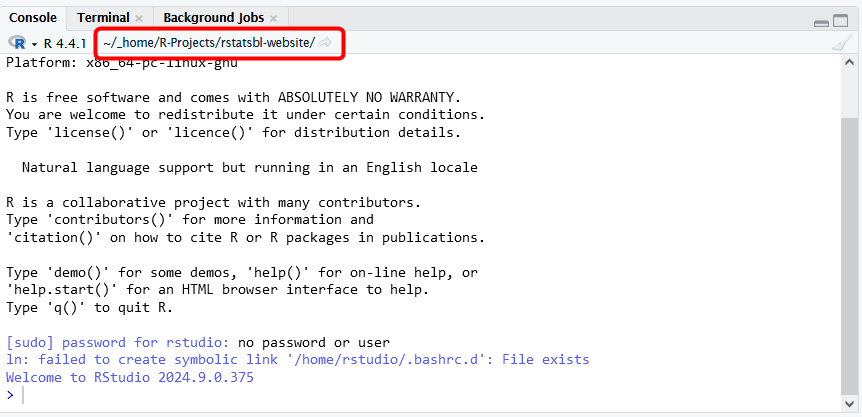 Console Terminal × Background Jobs ×
R 4.4.1 ~/_home/R-Projects/rstatsbl-website/
Platform: x86_64-pc-linux-gnu
R is free software and comes with ABSOLUTELY NO WARRANTY.
You are welcome to redistribute it under certain conditions.
Type 'license()' or 'licence()' for distribution details.
Natural language support but running in an English locale
R is a collaborative project with many contributors.
Type 'contributors()' for more information and
'citation()' on how to cite R or R packages in publications.
Type 'demo()' for some demos, 'help()' for on-line help, or
'help.start()' for an HTML browser interface to help.
Type 'q()' to quit R.
[sudo] password for rstudio: no password or user
ln: failed to create symbolic link '/home/rstudio/.bashrc.d': File exists
Welcome to RStudio 2024.9.0.375
>